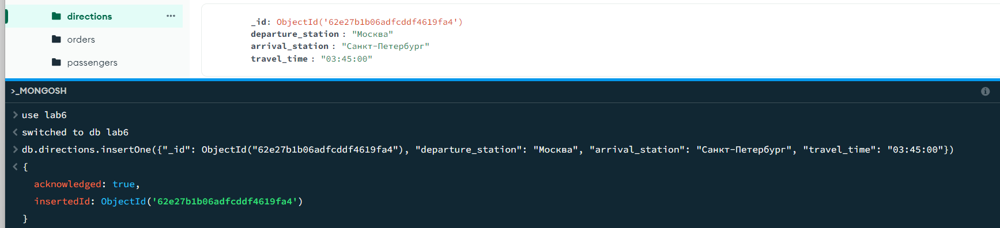 directions ...
orders
passengers
_id: ObjectId('62e27b1b06adfcddf4619fa4')
departure_station : "Москва"
arrival_station : "Санкт-Петербург"
travel_time : "03:45:00"
>_MONGOSH
> use lab6
< switched to db lab6
> db.directions.insertOne({"_id": ObjectId("62e27b1b06adfcddf4619fa4"), "departure_station": "Москва", "arrival_station": "Санкт-Петербург", "travel_time": "03:45:00"})
< {
acknowledged: true,
insertedId: ObjectId('62e27b1b06adfcddf4619fa4')
}